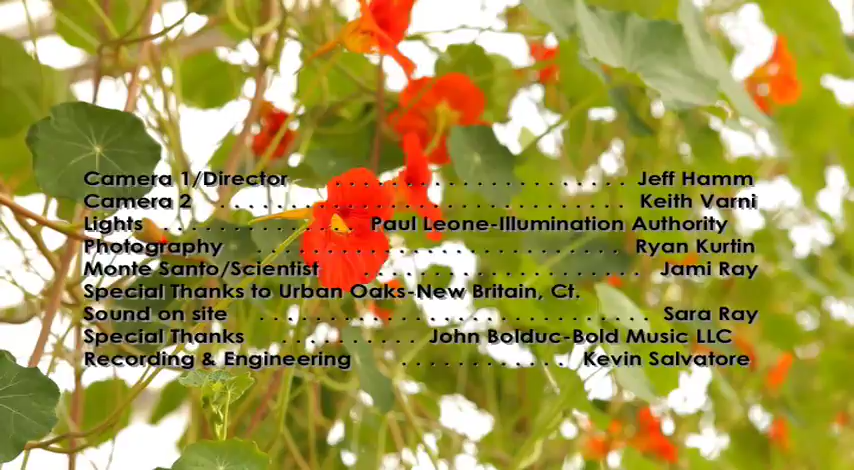 Camera 1/Director . . . . . . . . . . . . . . . . . . . . Jeff Hamm
Camera 2 . . . . . . . . . . . . . . . . . . . . . . . . . . . Keith Varni
Lights . . . . . . . . . . . . . Paul Leone-Illumination Authority
Photography . . . . . . . . . . . . . . . . . . . . . . . . Ryan Kurtin
Monte Santo/Scientist . . . . . . . . . . . . . . . . . . Jami Ray
Special Thanks to Urban Oaks-New Britain, Ct.
Sound on site . . . . . . . . . . . . . . . . . . . . . . . . . . Sara Ray
Special Thanks . . . . . . . . . . John Bolduc-Bold Music LLC
Recording & Engineering . . . . . . . . . . . . Kevin Salvatore